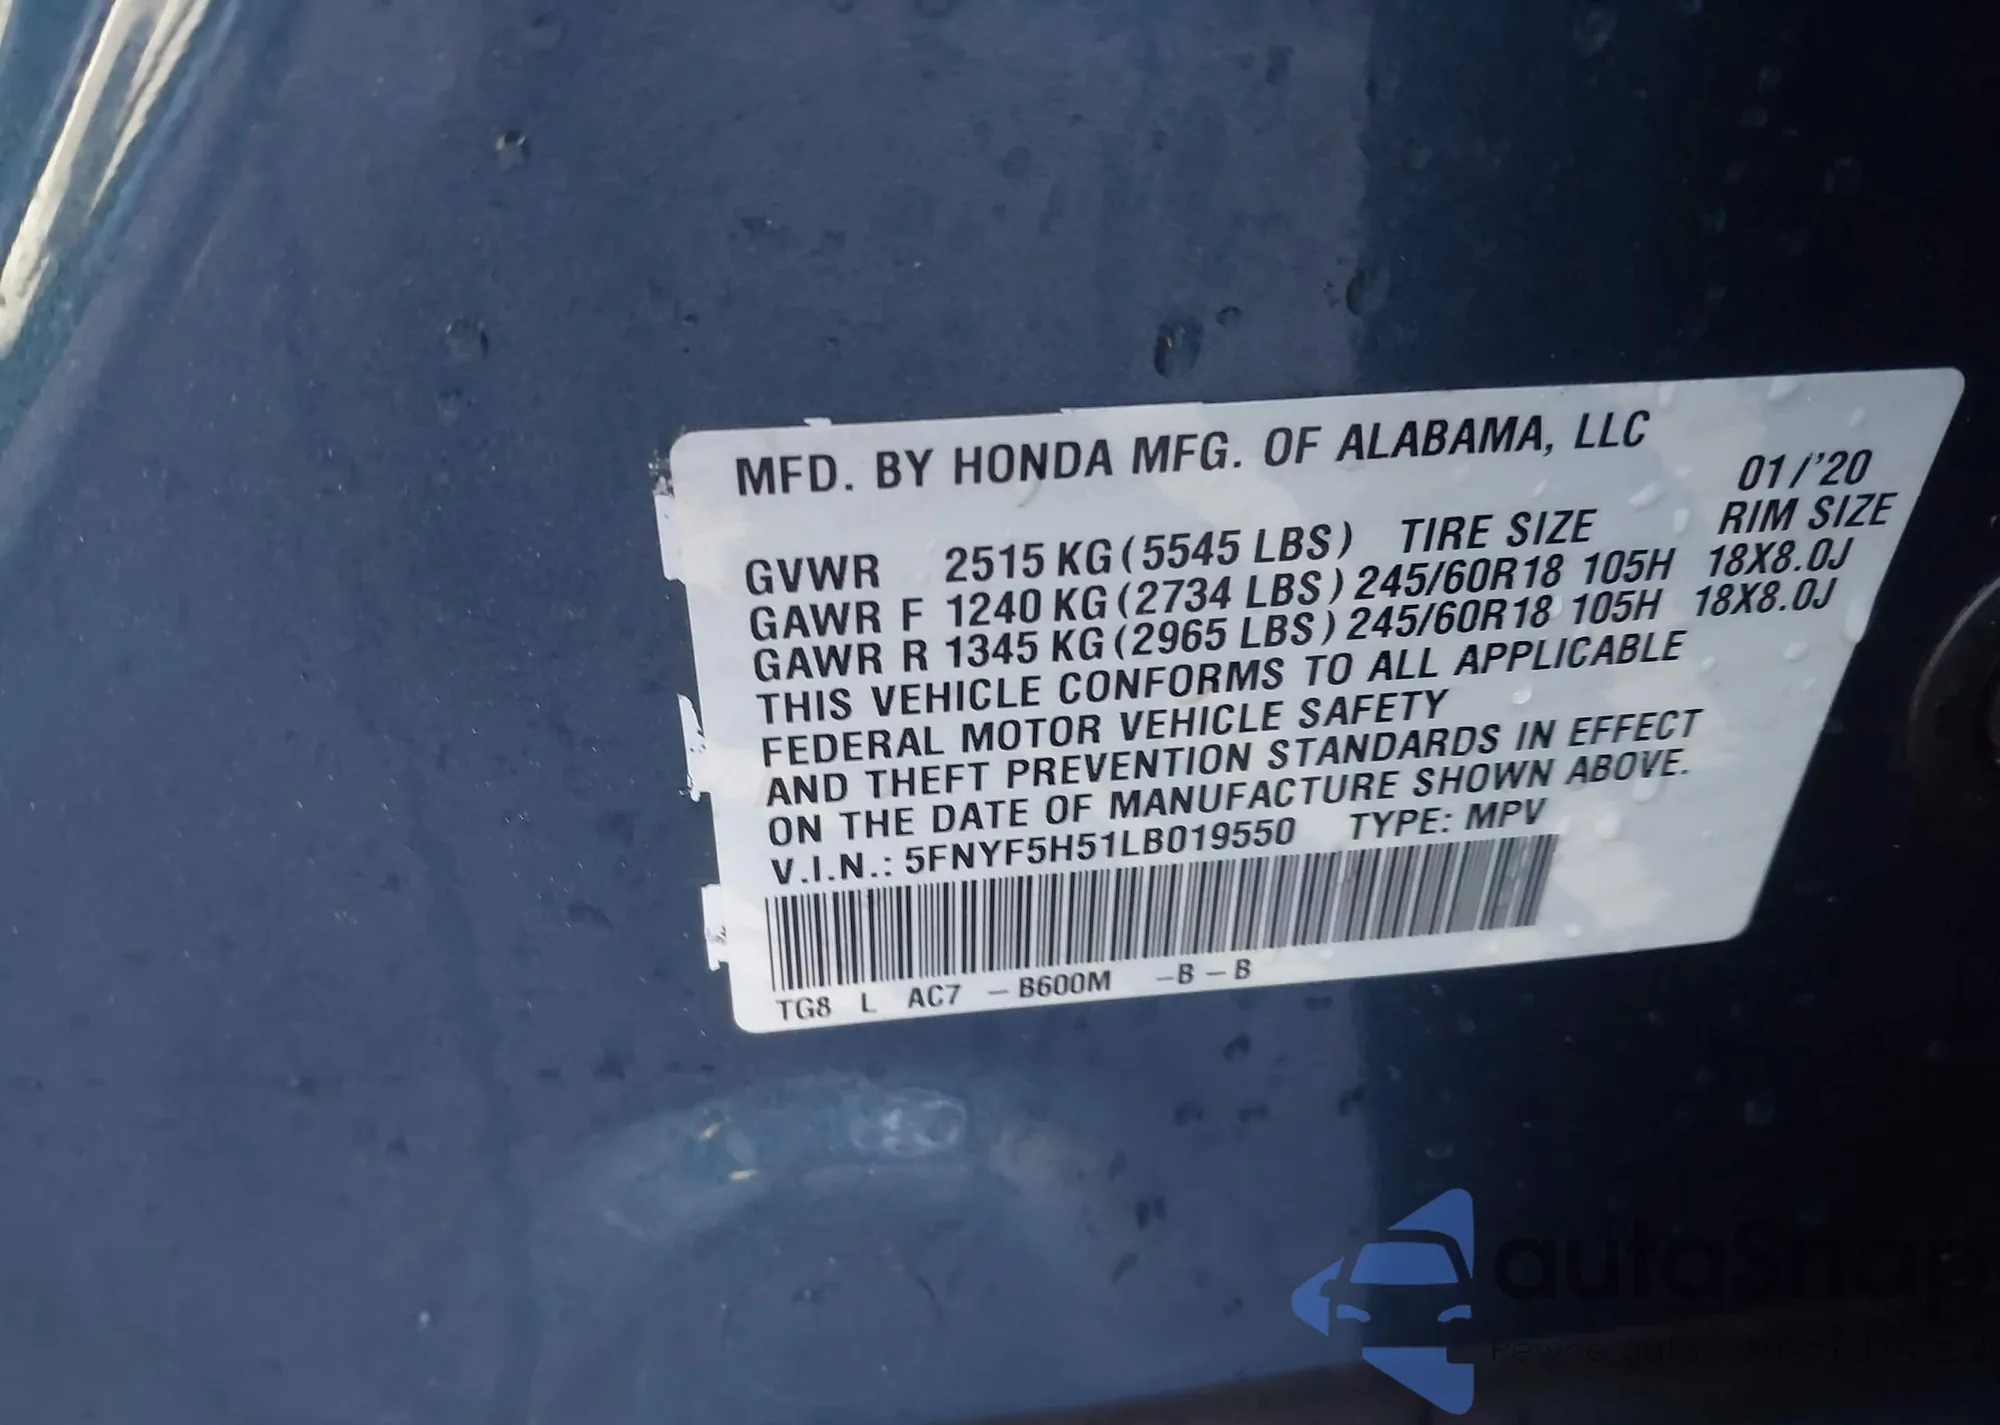 MFD. BY HONDA MFG. OF ALABAMA, LLC
01/'20
GVWR 2515 KG (5545 LBS) TIRE SIZE RIM SIZE
GAWR F 1240 KG (2734 LBS) 245/60R18 105H 18X8.0J
GAWR R 1345 KG (2965 LBS) 245/60R18 105H 18X8.0J
THIS VEHICLE CONFORMS TO ALL APPLICABLE
FEDERAL MOTOR VEHICLE SAFETY
AND THEFT PREVENTION STANDARDS IN EFFECT
ON THE DATE OF MANUFACTURE SHOWN ABOVE.
V.I.N.: 5FNYF5H51LB019550 TYPE: MPV
TG8 L AC7 - B600M - B - B
autaSnap